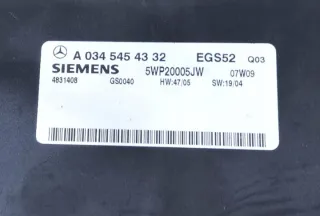 A 034 545 43 32 EGS52 Q03
SIEMENS 5WP20005JW 07W09
4831408 GS0040 HW:47/05 SW:19/04